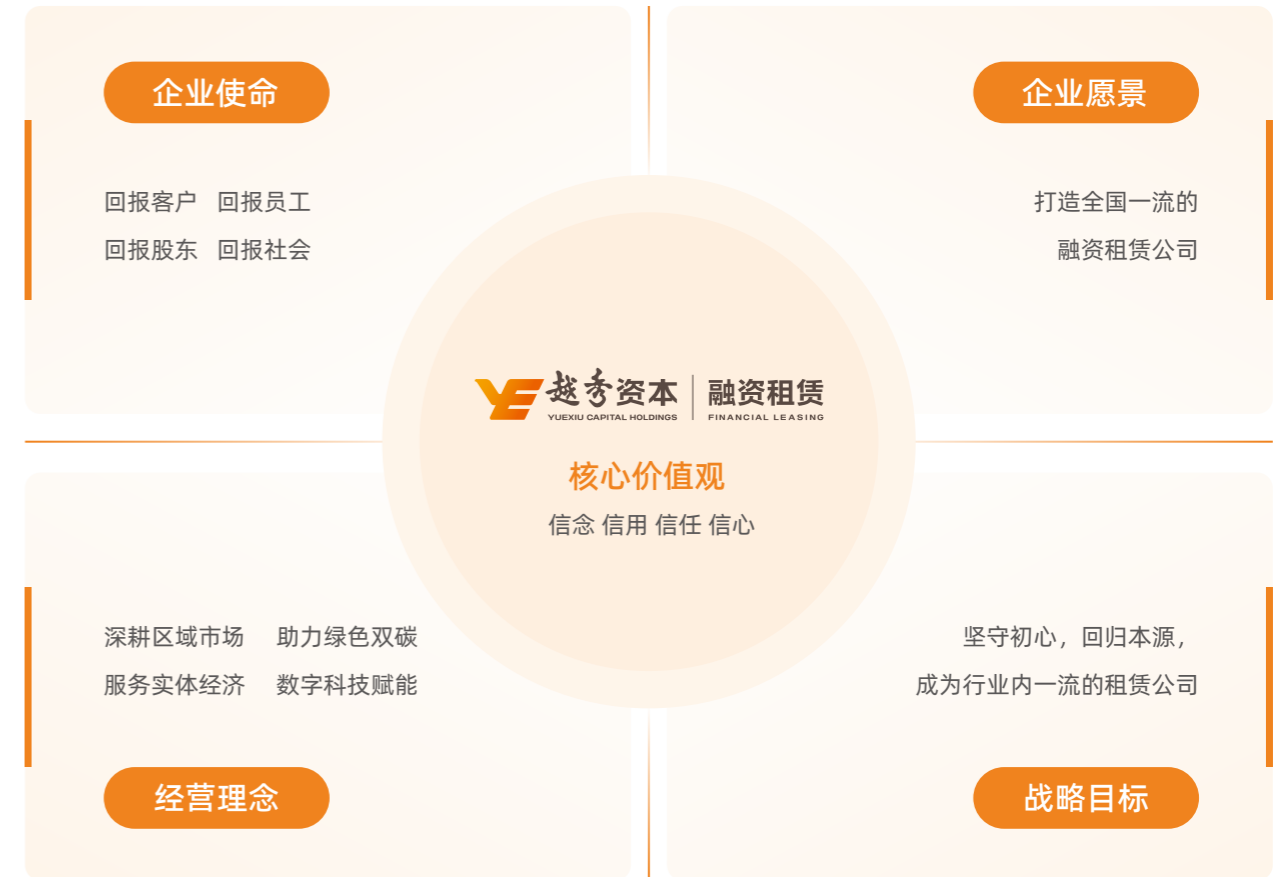 企业使命
回报客户 回报员工
回报股东 回报社会
企业愿景
打造全国一流的
融资租赁公司
YE 越秀资本 | 融资租赁
YUEXIU CAPITAL HOLDINGS FINANCIAL LEASING
核心价值观
信念 信用 信任 信心
深耕区域市场 助力绿色双碳
服务实体经济 数字科技赋能
经营理念
坚守初心，回归本源，
成为行业内一流的租赁公司
战略目标